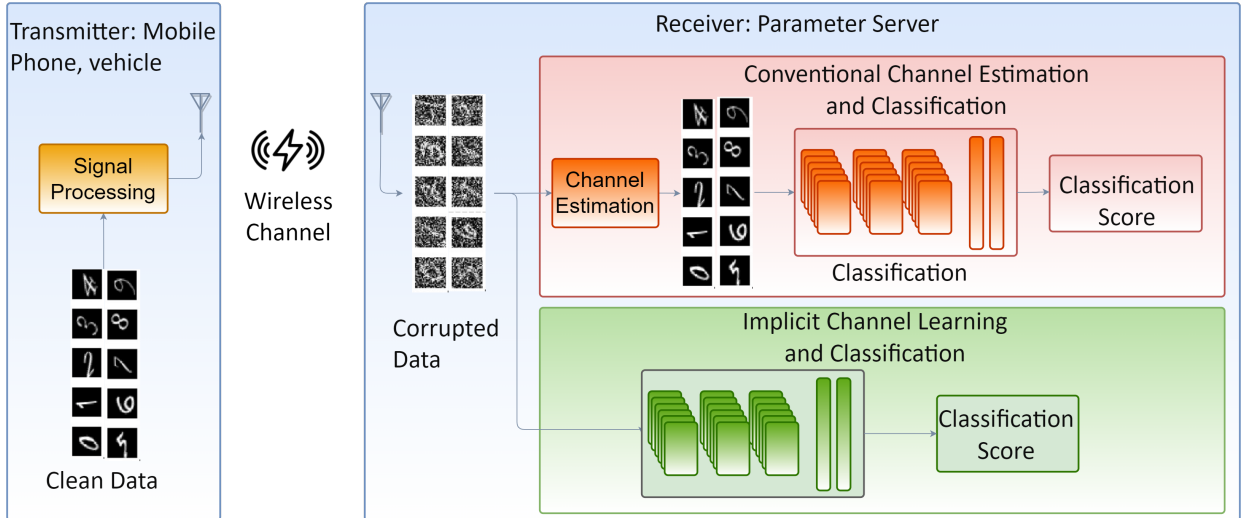 Transmitter: Mobile
Phone, vehicle
Signal
Processing
Clean Data
Wireless
Channel
Receiver: Parameter Server
Corrupted
Data
Conventional Channel Estimation
and Classification
Channel
Estimation
Classification
Classification
Score
Implicit Channel Learning
and Classification
Classification
Score